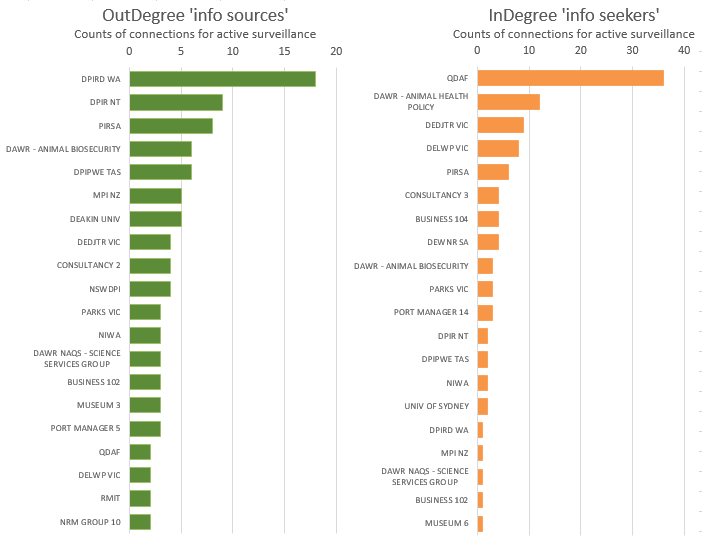 OutDegree 'info sources'
Counts of connections for active surveillance
0 5 10 15 20
DPIRD WA
DPIR NT
PIRSA
DAWR - ANIMAL BIOSECURITY
DPIPWE TAS
MPI NZ
DEAKIN UNIV
DEDJTR VIC
CONSULTANCY 2
NSWDPI
PARKS VIC
NIWA
DAWR NAQS - SCIENCE
SERVICES GROUP
BUSINESS 102
MUSEUM 3
PORT MANAGER 5
QDAF
DELWP VIC
RMIT
NRM GROUP 10
InDegree 'info seekers'
Counts of connections for active surveillance
0 10 20 30 40
QDAF
DAWR - ANIMAL HEALTH
POLICY
DEDJTR VIC
DELWP VIC
PIRSA
CONSULTANCY 3
BUSINESS 104
DEWNR SA
DAWR - ANIMAL BIOSECURITY
PARKS VIC
PORT MANAGER 14
DPIR NT
DPIPWE TAS
NIWA
UNIV OF SYDNEY
DPIRD WA
MPI NZ
DAWR NAQS - SCIENCE
SERVICES GROUP
BUSINESS 102
MUSEUM 6